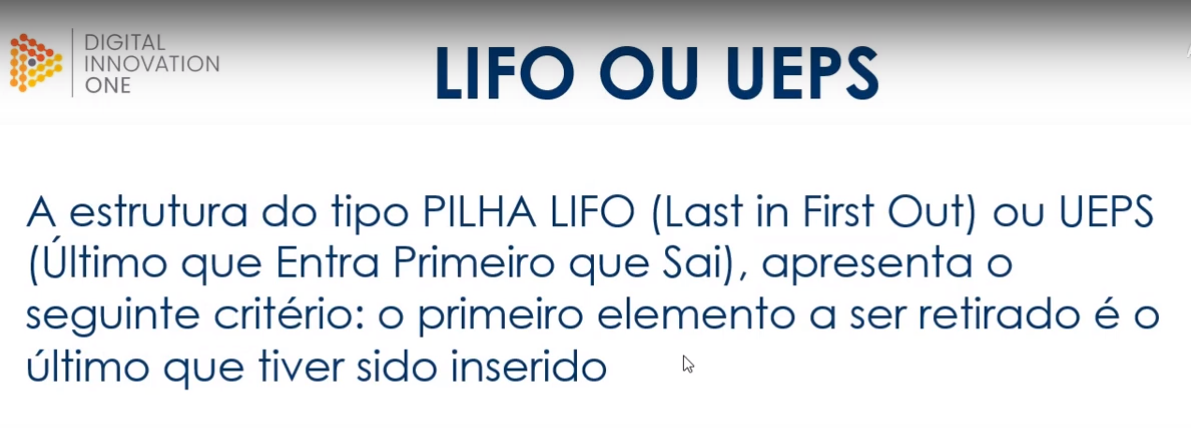 DIGITAL
INNOVATION
ONE
LIFO OU UEPS
A estrutura do tipo PILHA LIFO (Last in First Out) ou UEPS
(Último que Entra Primeiro que Sai), apresenta o
seguinte critério: o primeiro elemento a ser retirado é o
último que tiver sido inserido